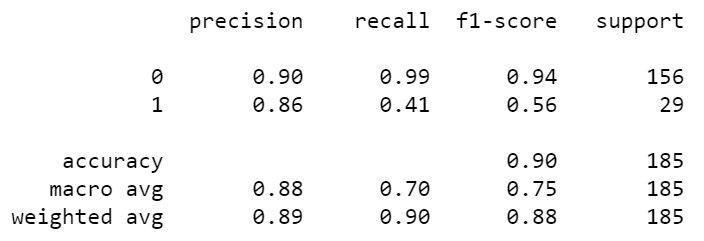 precision recall f1-score support
0 0.90 0.99 0.94 156
1 0.86 0.41 0.56 29
accuracy 0.90 185
macro avg 0.88 0.70 0.75 185
weighted avg 0.89 0.90 0.88 185